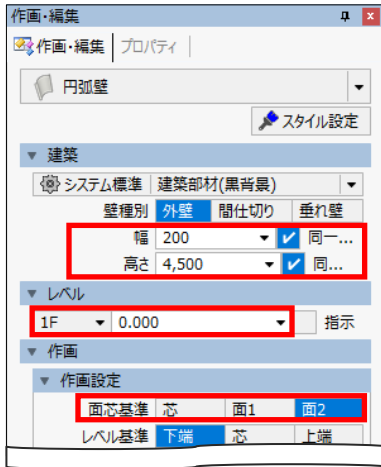 作画・編集
作画・編集 プロパティ
円弧壁
スタイル設定
建築
システム標準 建築部材(黒背景)
壁種別 外壁 間仕切り 垂れ壁
幅 200 同一...
高さ 4,500 同...
レベル
1F 0.000 指示
作画
作画設定
面芯基準 芯 面1 面2
レベル基準 下端 芯 上端